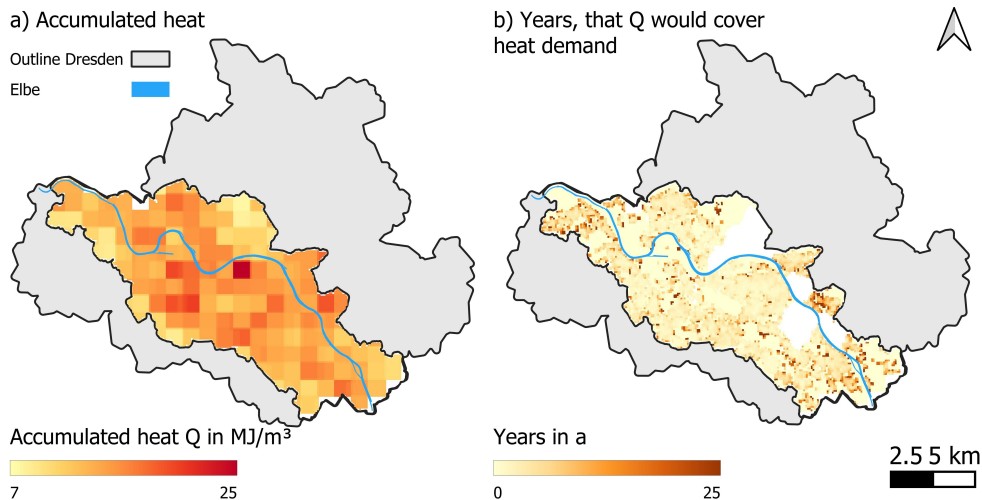 a) Accumulated heat
Outline Dresden
Elbe
b) Years, that Q would cover
heat demand
Accumulated heat Q in MJ/m³
7 25
Years in a
0 25
2.5 5 km